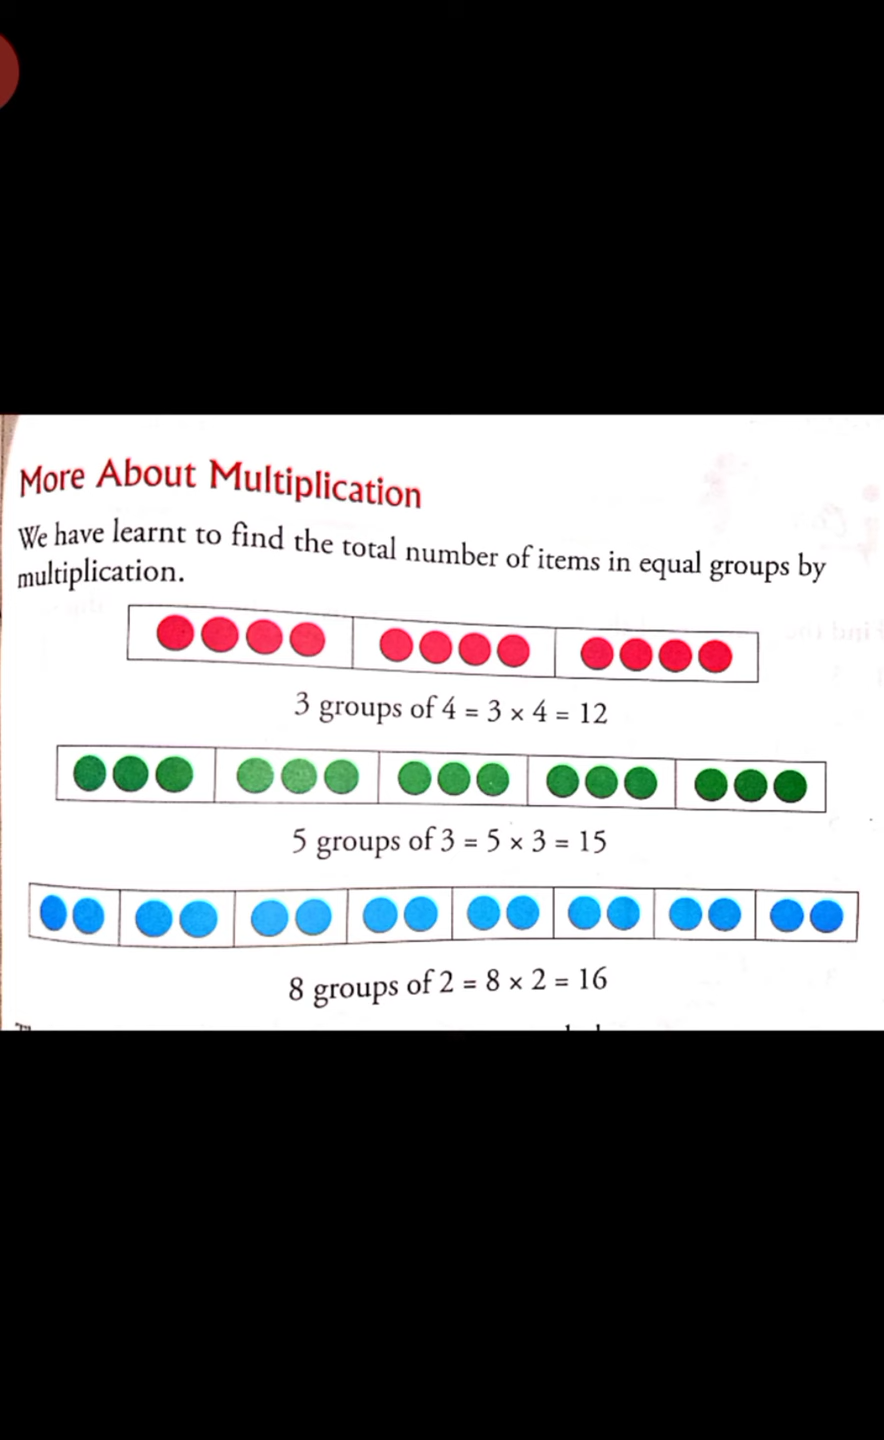 More About Multiplication
We have learnt to find the total number of items in equal groups by
multiplication.
3 groups of 4 = 3 × 4 = 12
5 groups of 3 = 5 × 3 = 15
8 groups of 2 = 8 × 2 = 16